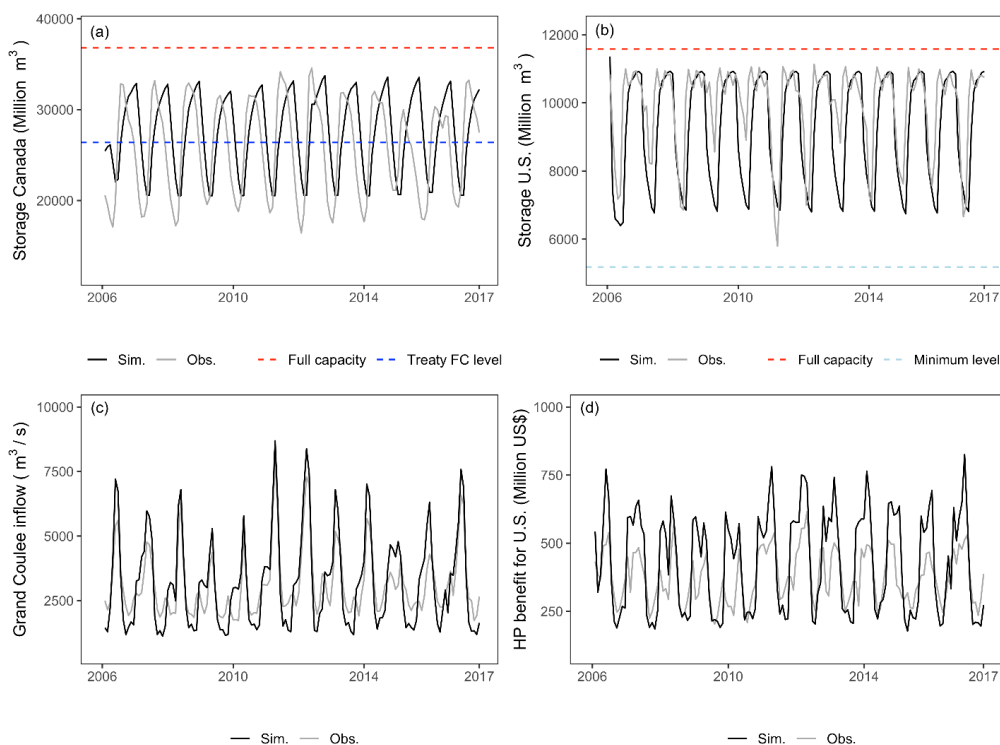 (a)
Storage Canada (Million m³)
40000
30000
20000
2006
2010
2014
2017
Sim.
Obs.
Full capacity
Treaty FC level
(b)
Storage U.S. (Million m³)
12000
10000
8000
6000
2006
2010
2014
2017
Sim.
Obs.
Full capacity
Minimum level
(c)
Grand Coulee inflow ( m³ / s)
10000
7500
5000
2500
2006
2010
2014
2017
Sim.
Obs.
(d)
HP benefit for U.S. (Million US$)
1000
750
500
250
2006
2010
2014
2017
Sim.
Obs.